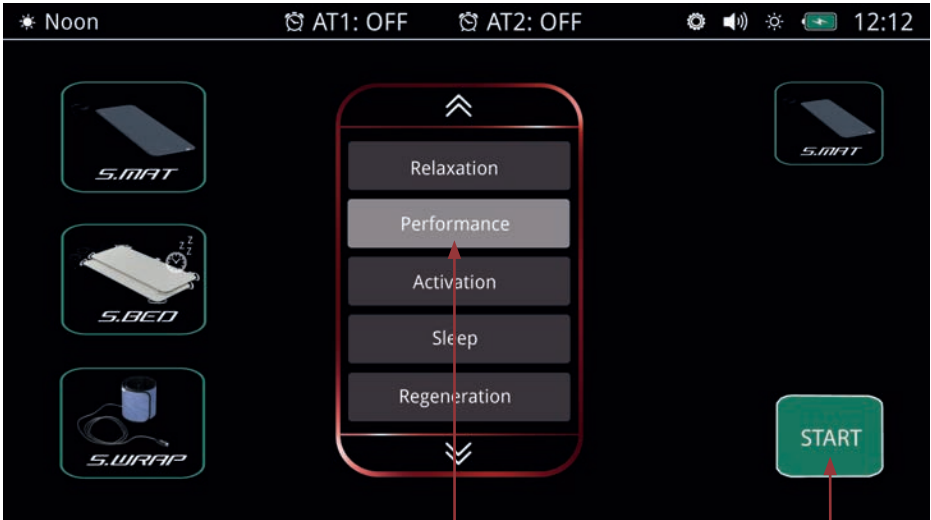 Noon AT1: OFF AT2: OFF 12:12
S.MAT
S.BED
z z z
S.WRAP
Relaxation
Performance
Activation
Sleep
Regeneration
S.MAT
START